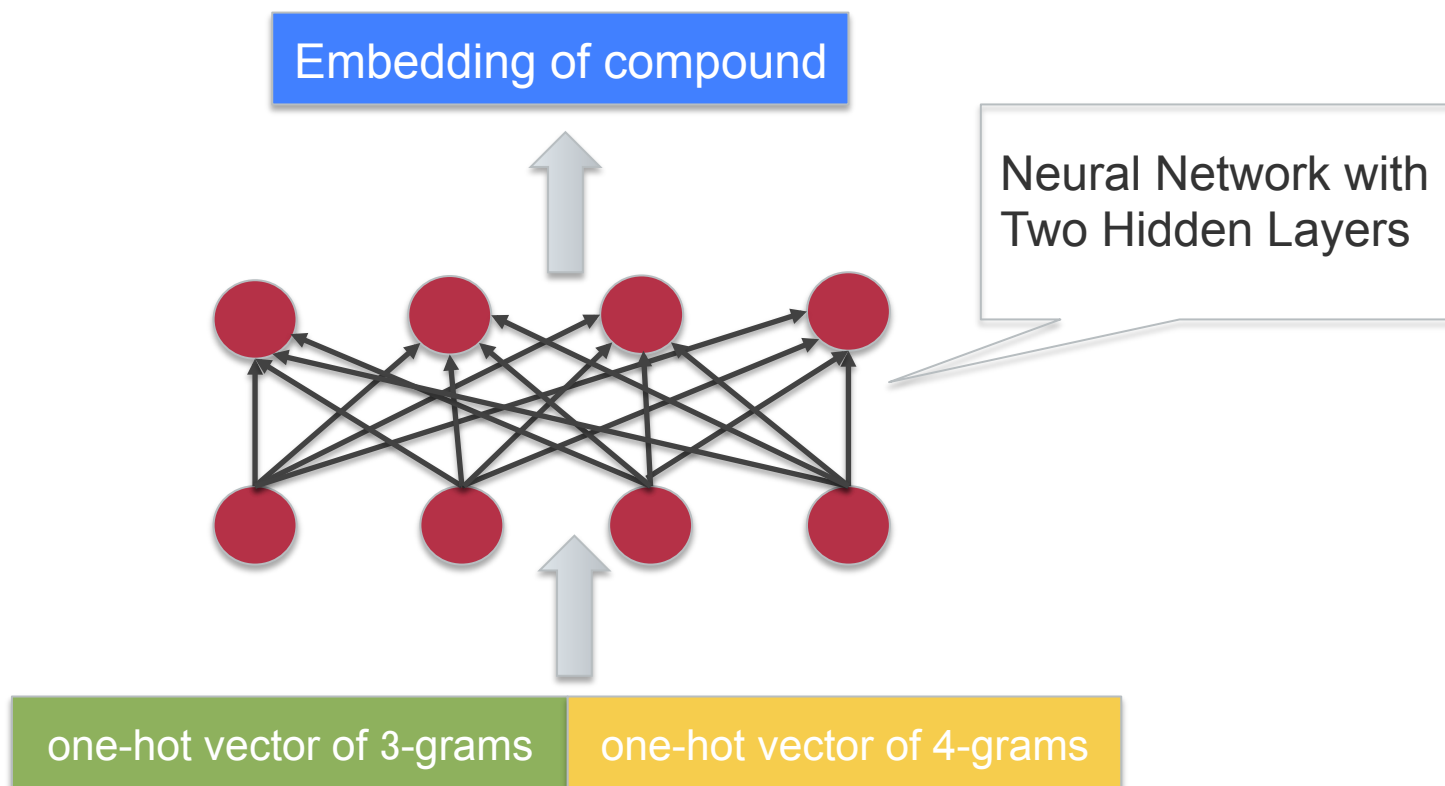 Embedding of compound
Neural Network with
Two Hidden Layers
one-hot vector of 3-grams
one-hot vector of 4-grams